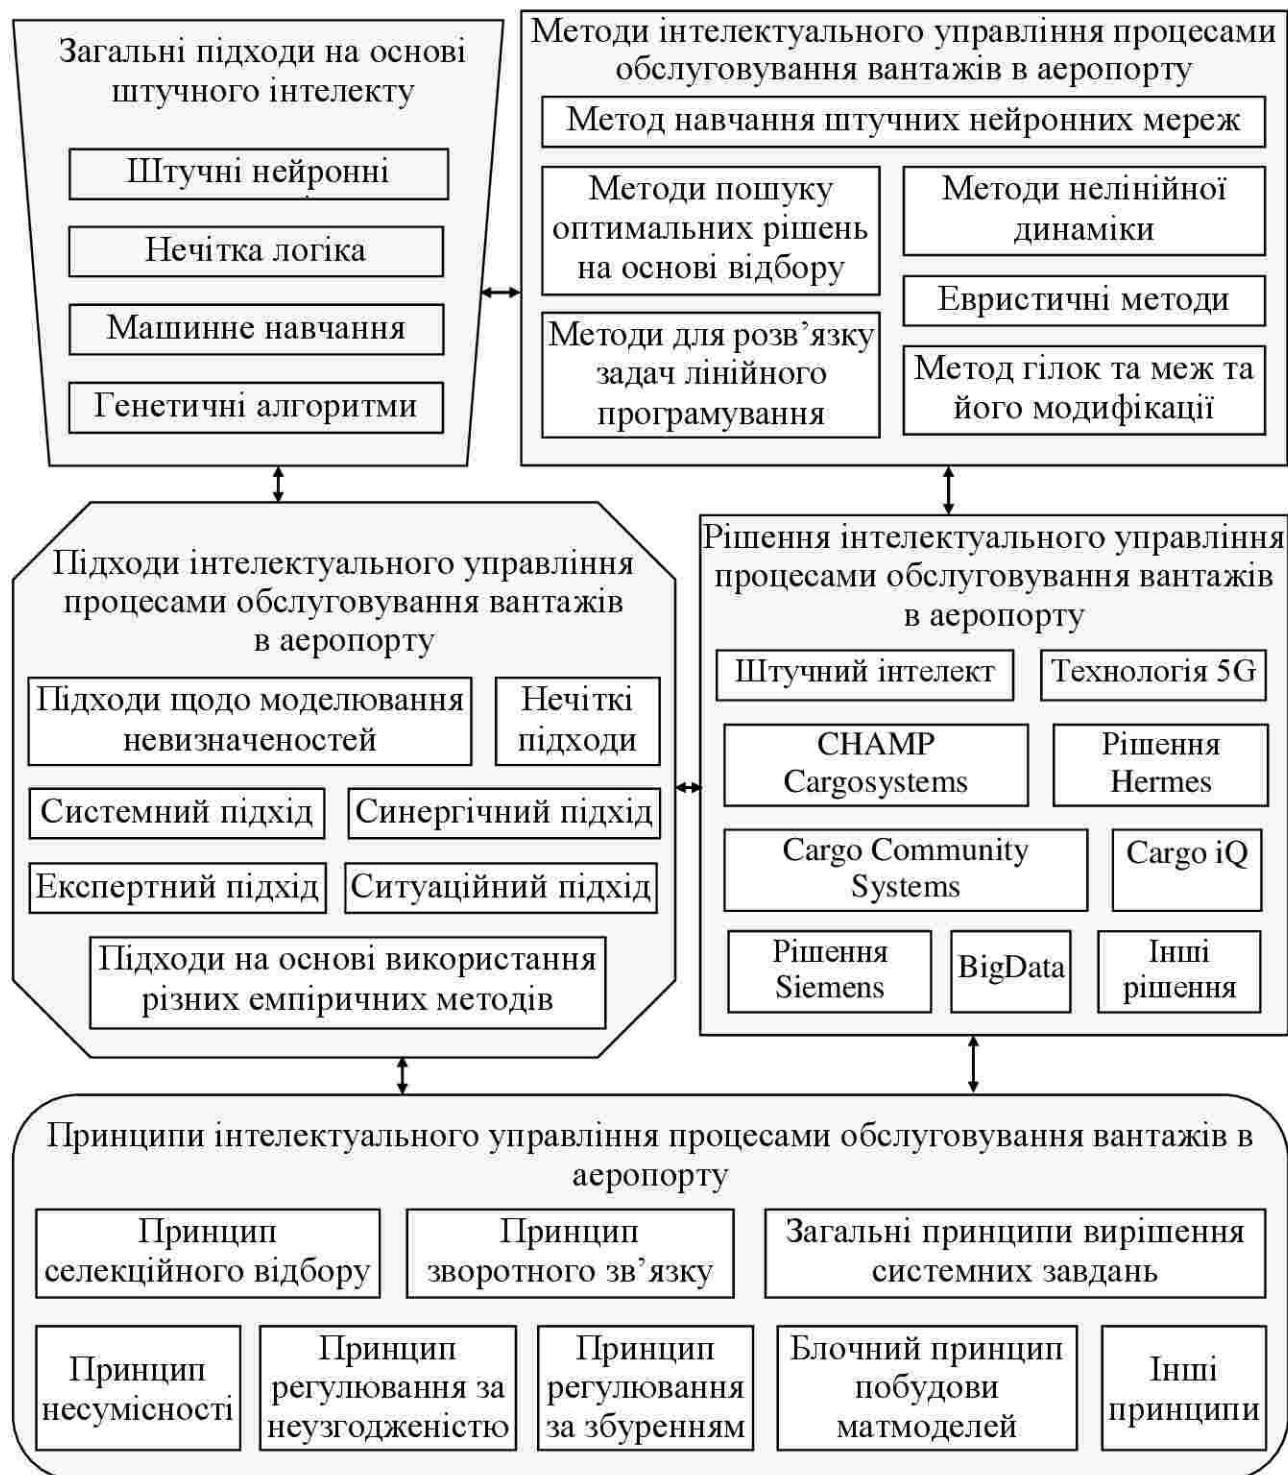 Загальні підходи на основі
штучного інтелекту
Штучні нейронні
Нечітка логіка
Машинне навчання
Генетичні алгоритми
Методи інтелектуального управління процесами
обслуговування вантажів в аеропорту
Метод навчання штучних нейронних мереж
Методи пошуку
оптимальних рішень
на основі відбору
Методи нелінійної
динаміки
Евристичні методи
Методи для розв’язку
задач лінійного
програмування
Метод гілок та меж та
його модифікації
Підходи інтелектуального управління
процесами обслуговування вантажів
в аеропорту
Підходи щодо моделювання
невизначеностей
Нечіткі
підходи
Системний підхід
Синергічний підхід
Експертний підхід
Ситуаційний підхід
Підходи на основі використання
різних емпіричних методів
Рішення інтелектуального управління
процесами обслуговування вантажів
в аеропорту
Штучний інтелект
Технологія 5G
CHAMP
Cargosystems
Рішення
Hermes
Cargo Community
Systems
Cargo iQ
Рішення
Siemens
BigData
Інші
рішення
Принципи інтелектуального управління процесами обслуговування вантажів в
аеропорту
Принцип
селекційного відбору
Принцип
зворотного зв’язку
Загальні принципи вирішення
системних завдань
Принцип
несумісності
Принцип
регулювання за
неузгодженістю
Принцип
регулювання
за збуренням
Блочний принцип
побудови
матмоделей
Інші
принципи